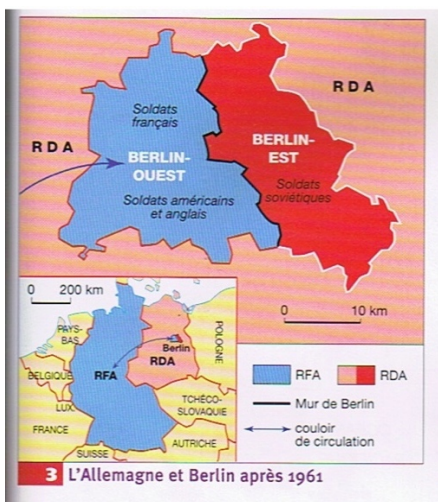 RDA
RDA
Soldats
français
BERLIN-
OUEST
Soldats américains
et anglais
BERLIN-
EST
Soldats
soviétiques
0 10 km
0 200 km
PAYS-
BAS
BELGIQUE
LUX.
FRANCE
SUISSE
RFA
RDA
Berlin
POLOGNE
TCHÉCO-
SLOVAQUIE
AUTRICHE
RFA
RDA
Mur de Berlin
couloir
de circulation
3 L'Allemagne et Berlin après 1961